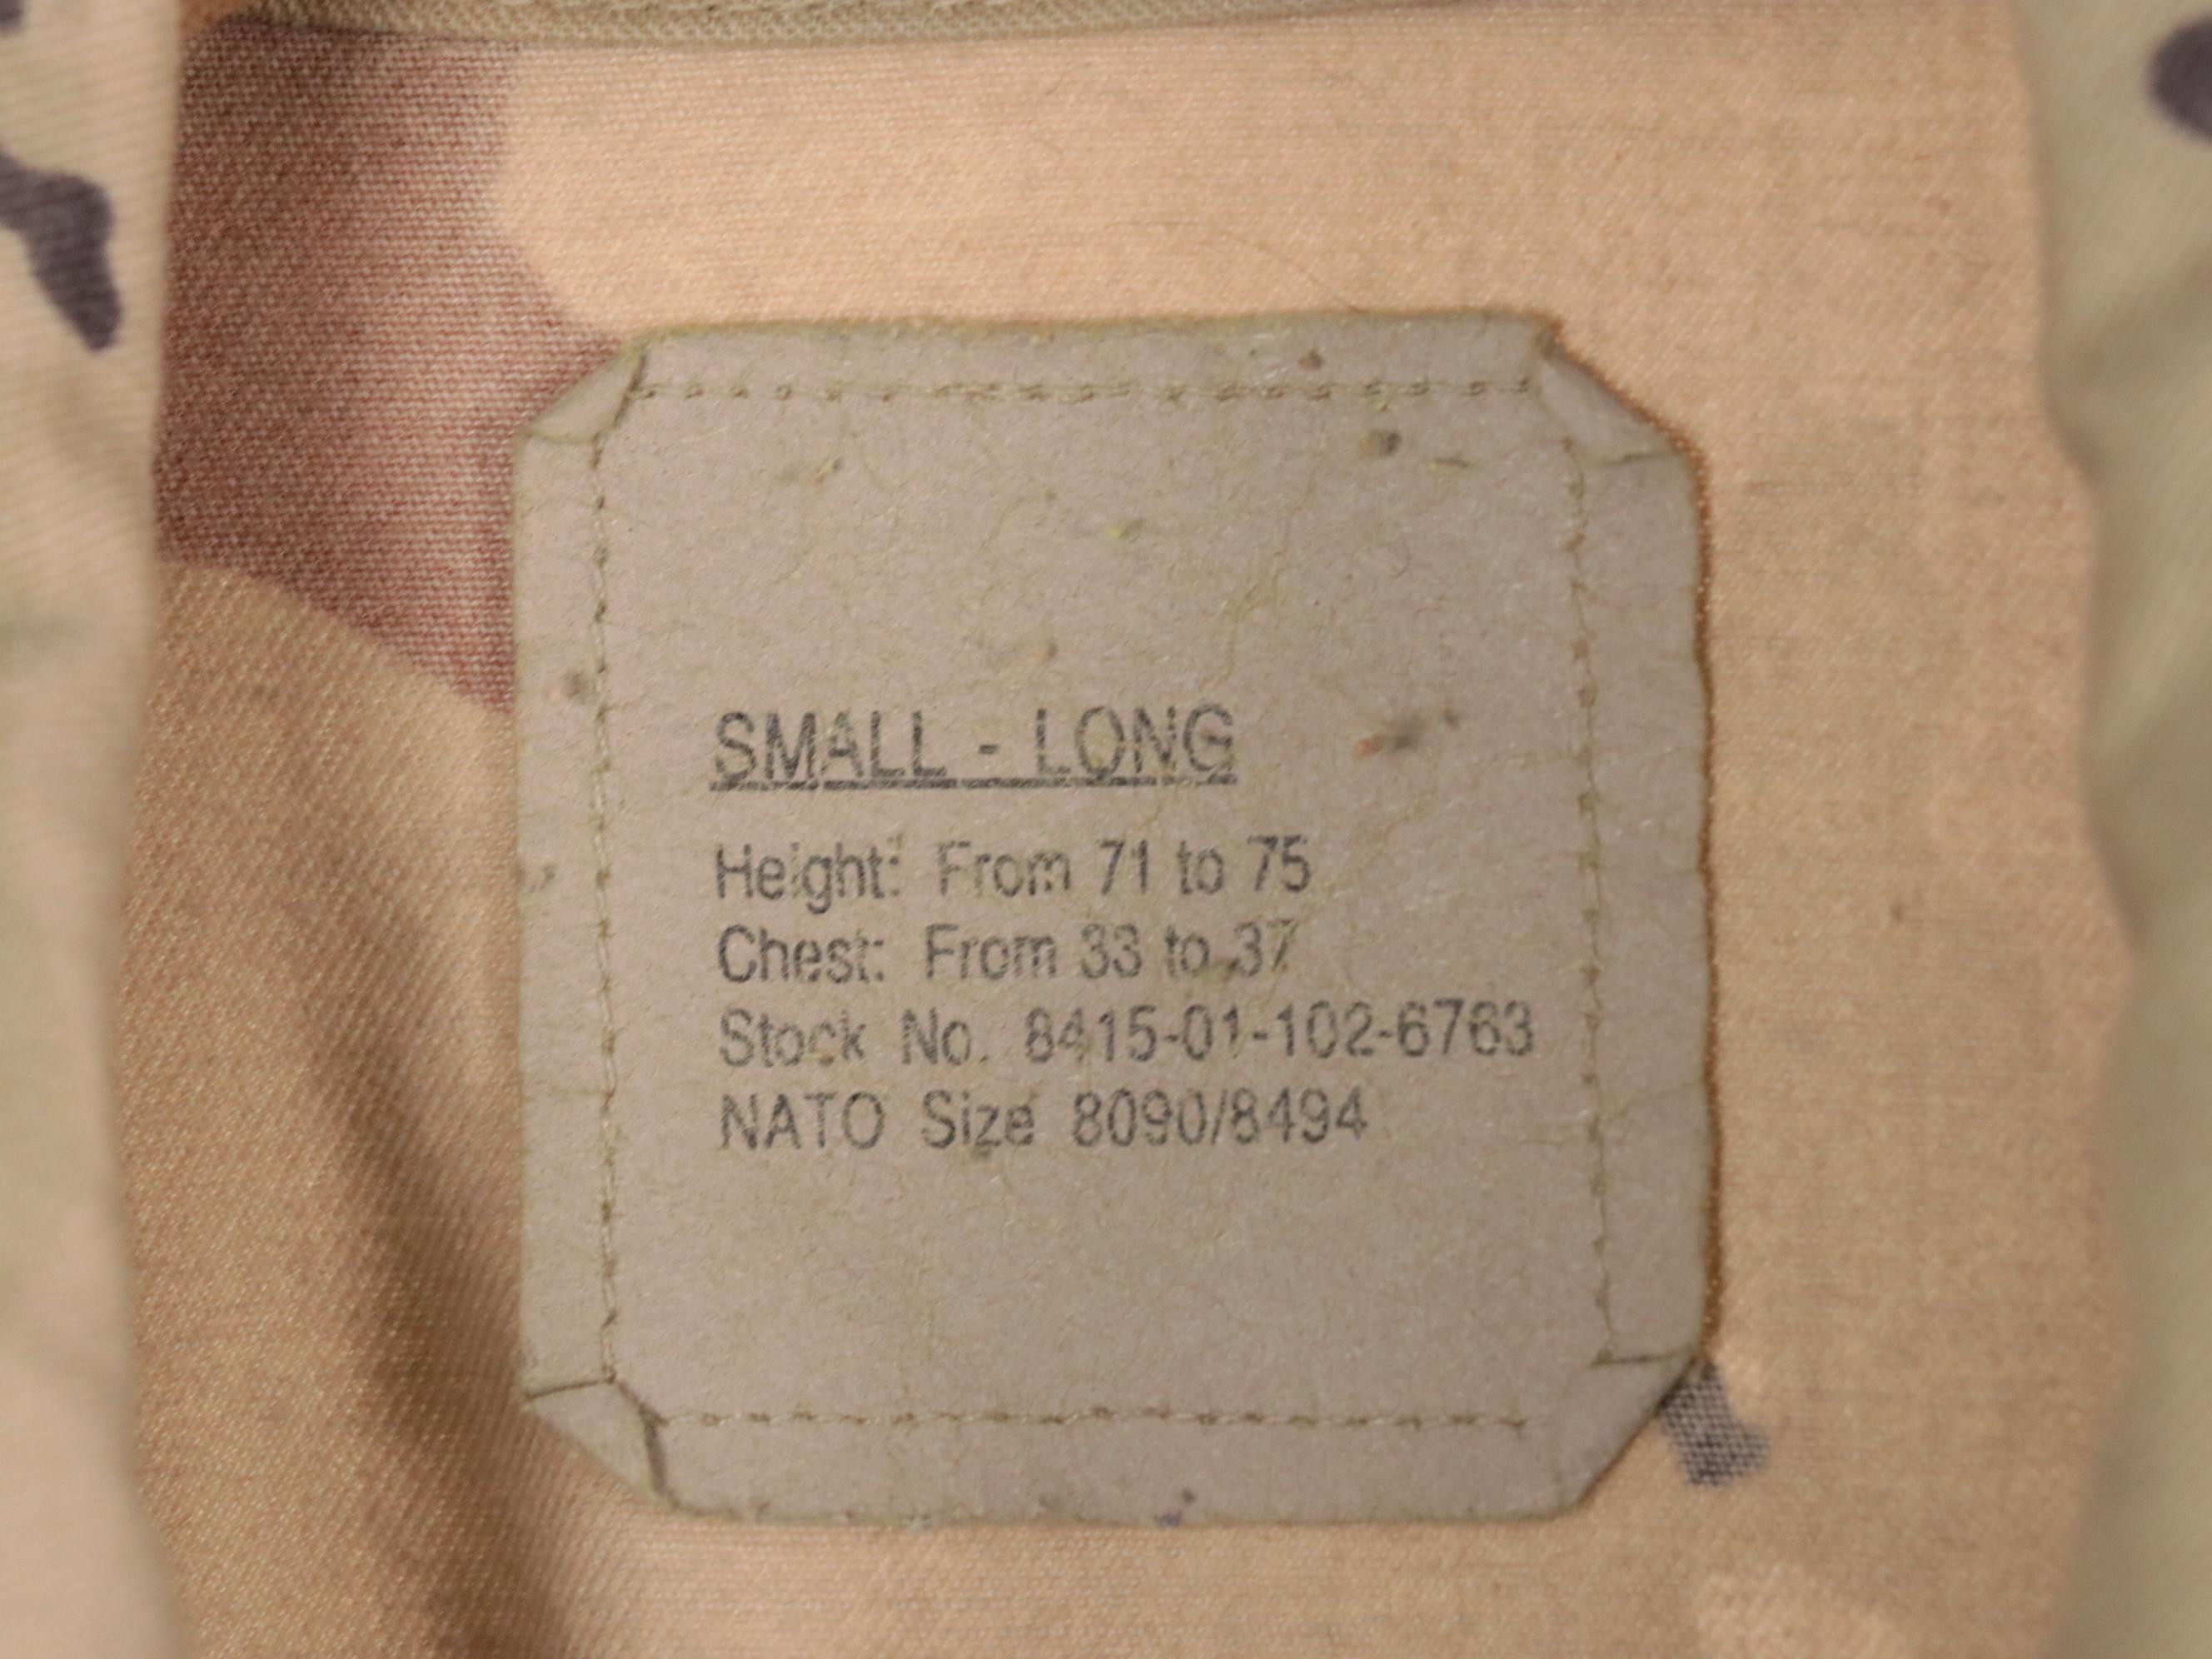 SMALL - LONG
Height: From 71 to 75
Chest: From 33 to 37
Stock No. 8415-01-102-6763
NATO Size 8090/8494